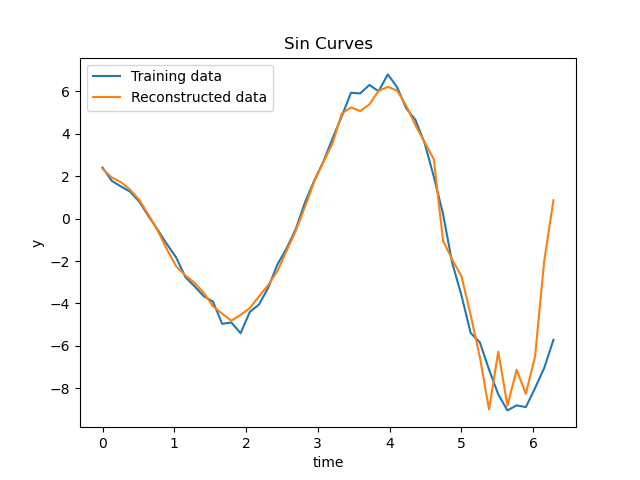 Sin Curves
Training data
Reconstructed data
6
4
2
0
−2
−4
−6
−8
y
0 1 2 3 4 5 6
time